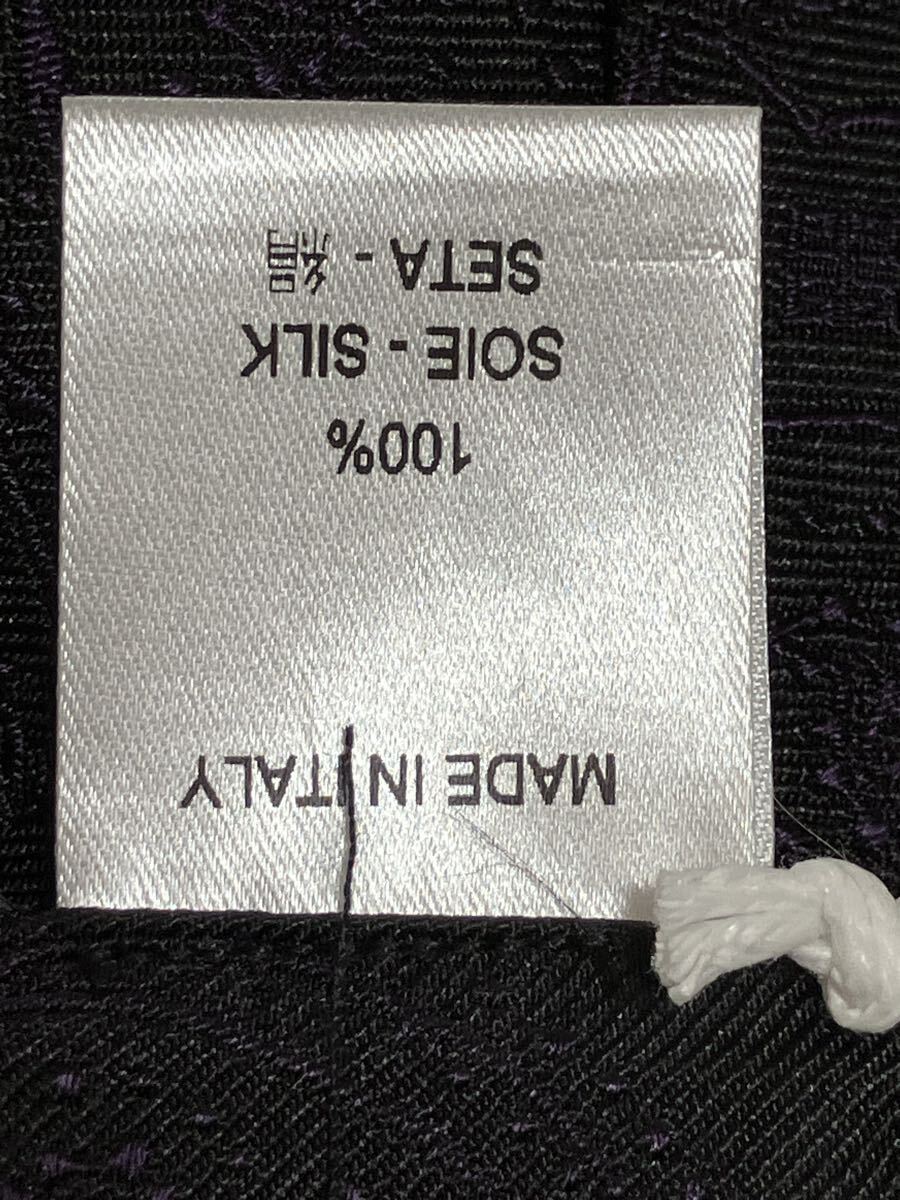 MADE IN ITALY
100%
SOIE - SILK
SETA - 絹